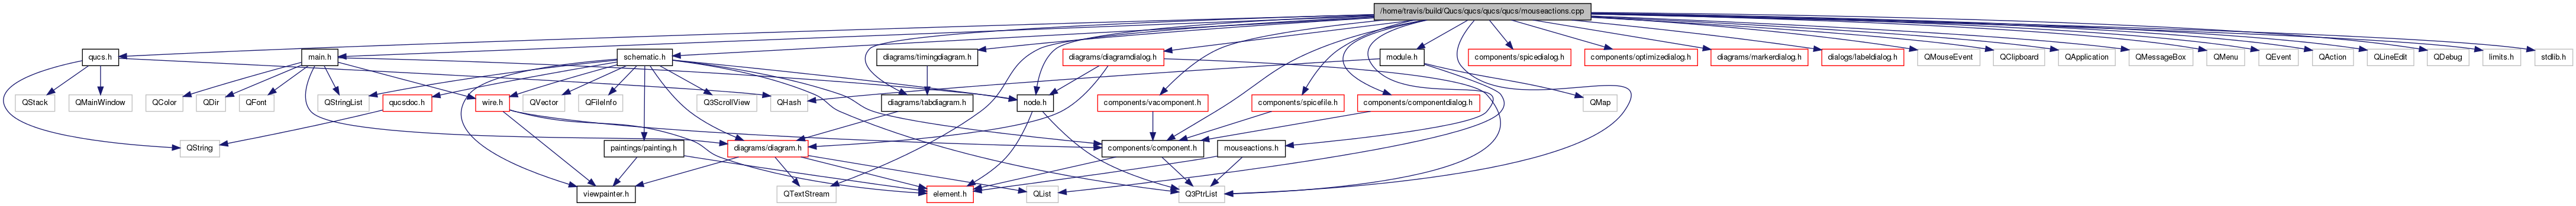 /home/travis/build/Qucs/qucs/qucs/qucs/mouseactions.cpp
qucs.h
main.h
schematic.h
diagrams/timingdiagram.h
diagrams/diagramdialog.h
module.h
components/spicedialog.h
components/optimizedialog.h
diagrams/markerdialog.h
dialogs/labeldialog.h
QMouseEvent
QClipboard
QApplication
QMessageBox
QMenu
QEvent
QAction
QLineEdit
QDebug
limits.h
stdlib.h
QStack
QMainWindow
QColor
QDir
QFont
QStringList
qucsdoc.h
wire.h
QVector
QFileInfo
Q3ScrollView
QHash
diagrams/tabdiagram.h
node.h
components/vacomponent.h
components/spicefile.h
components/componentdialog.h
QMap
QString
paintings/painting.h
diagrams/diagram.h
components/component.h
mouseactions.h
viewpainter.h
QTextStream
element.h
QList
Q3PtrList